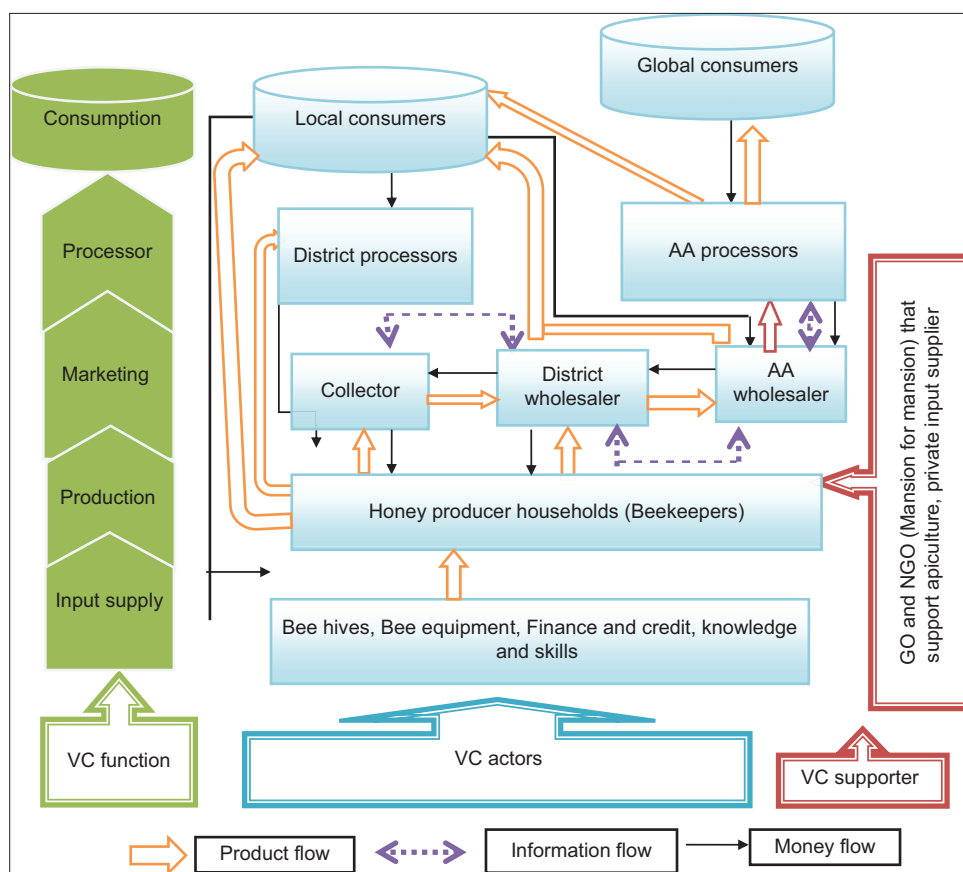 Consumption
Processor
Marketing
Production
Input supply
VC function
Local consumers
Global consumers
District processors
AA processors
Collector
District
wholesaler
AA
wholesaler
Honey producer households (Beekeepers)
Bee hives, Bee equipment, Finance and credit, knowledge
and skills
VC actors
GO and NGO (Mansion for mansion) that
support apiculture, private input supplier
VC supporter
Product flow
Information flow
Money flow